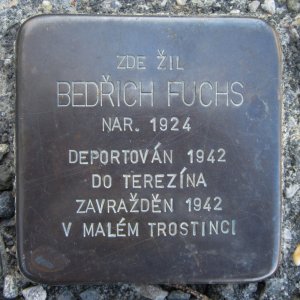 ZDE ŽIL
BEDŘICH FUCHS
NAR. 1924
DEPORTOVÁN 1942
DO TEREZÍNA
ZAVRAŽDĚN 1942
V MALÉM TROSTINCI